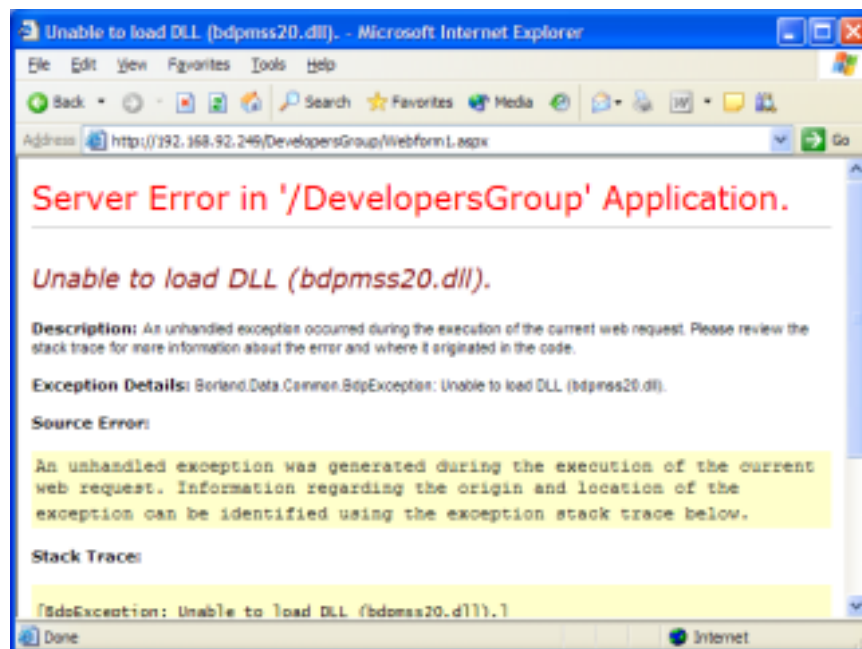 Unable to load DLL (bdpmss20.dll). - Microsoft Internet Explorer
File Edit View Favorites Tools Help
Back Search Favorites Media
Address http://192.168.92.249/DevelopersGroup/Webform1.aspx Go
Server Error in '/DevelopersGroup' Application.
Unable to load DLL (bdpmss20.dll).
Description: An unhandled exception occurred during the execution of the current web request. Please review the
stack trace for more information about the error and where it originated in the code.
Exception Details: Borland.Data.Common.BdpException: Unable to load DLL (bdpmss20.dll).
Source Error:
An unhandled exception was generated during the execution of the current
web request. Information regarding the origin and location of the
exception can be identified using the exception stack trace below.
Stack Trace:
[BdpException: Unable to load DLL (bdpmss20.dll).]
Done Internet